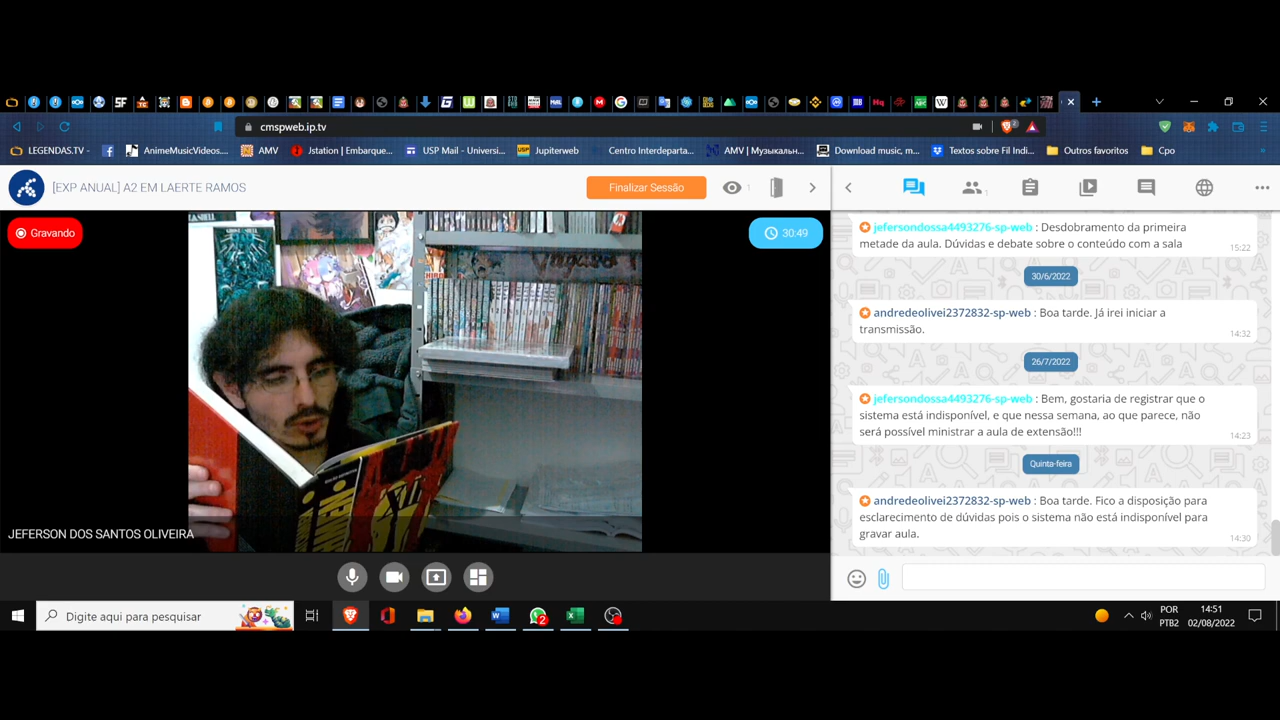 cmspweb.ip.tv
LEGENDAS.TV -
AnimeMusicVideos...
AMV
Jstation | Embarque...
USP Mail - Universi...
Jupiterweb
Centro Interdeparta...
AMV | Музыкальн...
Download music, m...
Textos sobre Fil Indi...
Outros favoritos
Cpo
[EXP ANUAL] A2 EM LAERTE RAMOS
Finalizar Sessão
1
1
Gravando
30:49
JEFERSON DOS SANTOS OLIVEIRA
jefersondossa4493276-sp-web : Desdobramento da primeira
metade da aula. Dúvidas e debate sobre o conteúdo com a sala
15:22
30/6/2022
andredeolivei2372832-sp-web : Boa tarde. Já irei iniciar a
transmissão.
14:32
26/7/2022
jefersondossa4493276-sp-web : Bem, gostaria de registrar que o
sistema está indisponível, e que nessa semana, ao que parece, não
será possível ministrar a aula de extensão!!!
14:23
Quinta-feira
andredeolivei2372832-sp-web : Boa tarde. Fico a disposição para
esclarecimento de dúvidas pois o sistema não está indisponível para
gravar aula.
14:30
Digite aqui para pesquisar
2
POR
PTB2
14:51
02/08/2022